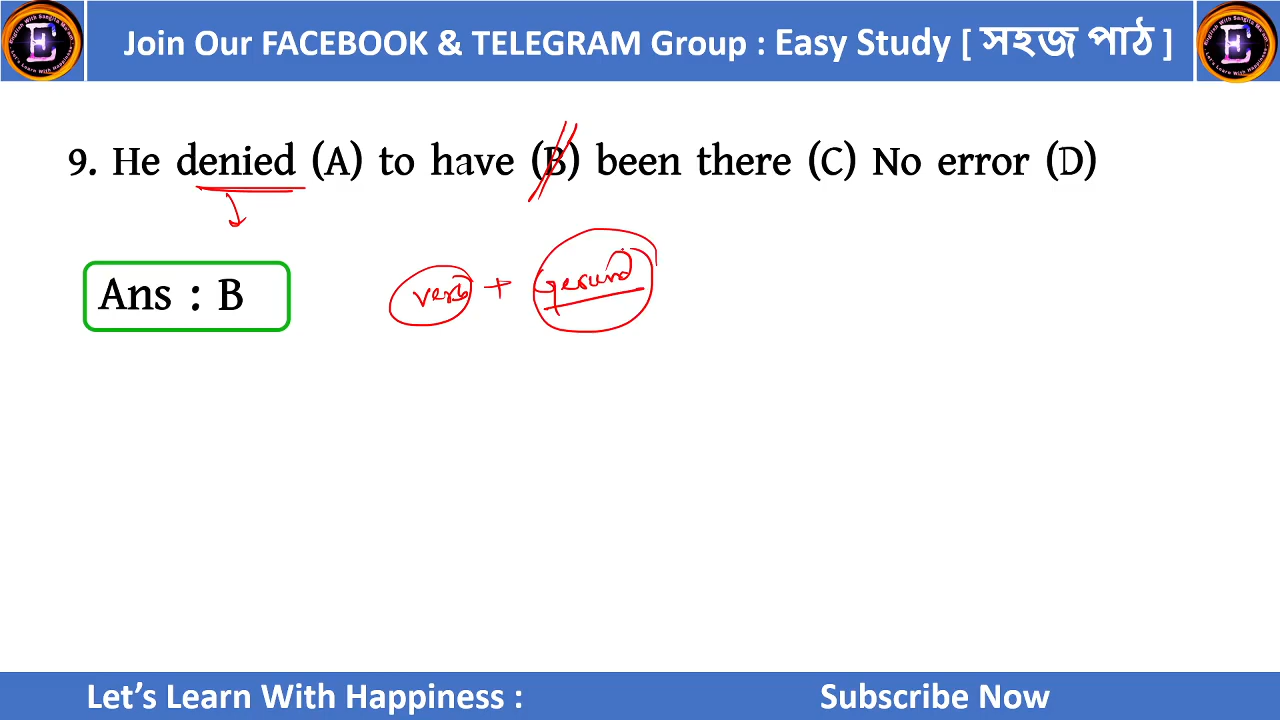 Join Our FACEBOOK & TELEGRAM Group : Easy Study [ সহজ পাঠ ]
9. He denied (A) to have (B) been there (C) No error (D)
Ans : B
verb + gerund
Let's Learn With Happiness :
Subscribe Now